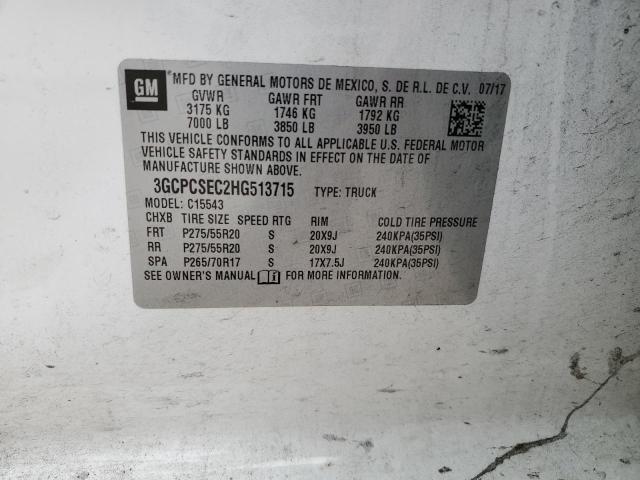 GM MFD BY GENERAL MOTORS DE MEXICO, S. DE R.L. DE C.V. 07/17
GVWR GAWR FRT GAWR RR
3175 KG 1746 KG 1792 KG
7000 LB 3850 LB 3950 LB
THIS VEHICLE CONFORMS TO ALL APPLICABLE U.S. FEDERAL MOTOR
VEHICLE SAFETY STANDARDS IN EFFECT ON THE DATE OF
MANUFACTURE SHOWN ABOVE.
3GCPCSEC2HG513715 TYPE: TRUCK
MODEL: C15543
CHXB TIRE SIZE SPEED RTG RIM COLD TIRE PRESSURE
FRT P275/55R20 S 20X9J 240KPA(35PSI)
RR P275/55R20 S 20X9J 240KPA(35PSI)
SPA P265/70R17 S 17X7.5J 240KPA(35PSI)
SEE OWNER'S MANUAL FOR MORE INFORMATION.